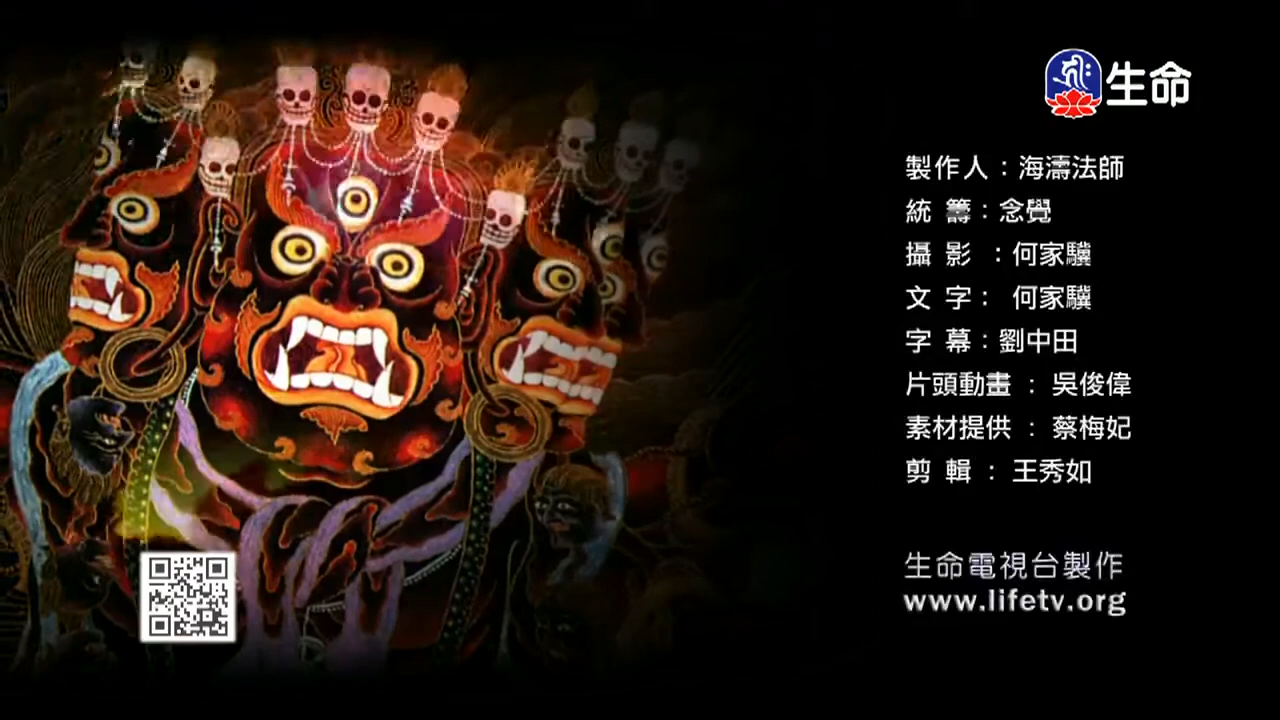 生命
製作人：海濤法師
統 籌：念覺
攝 影 ：何家驥
文 字： 何家驥
字 幕：劉中田
片頭動畫 ： 吳俊偉
素材提供 ： 蔡梅妃
剪 輯 ： 王秀如
生命電視台製作
www.lifetv.org